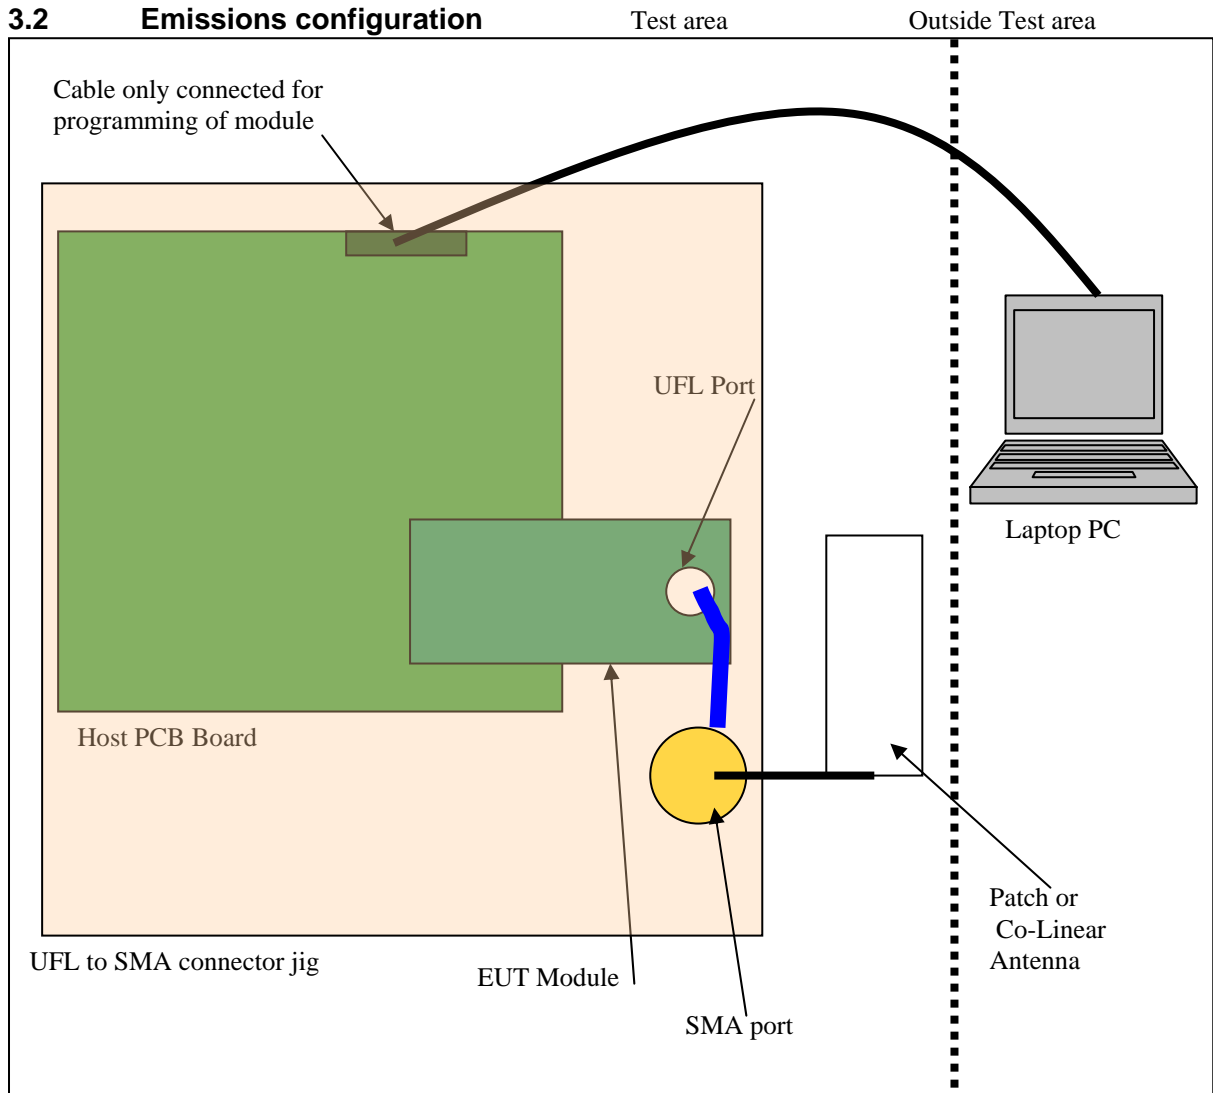 3.2 Emissions configuration
Test area
Outside Test area
Cable only connected for
programming of module
UFL Port
Laptop PC
Host PCB Board
Patch or
Co-Linear
Antenna
UFL to SMA connector jig
EUT Module
SMA port